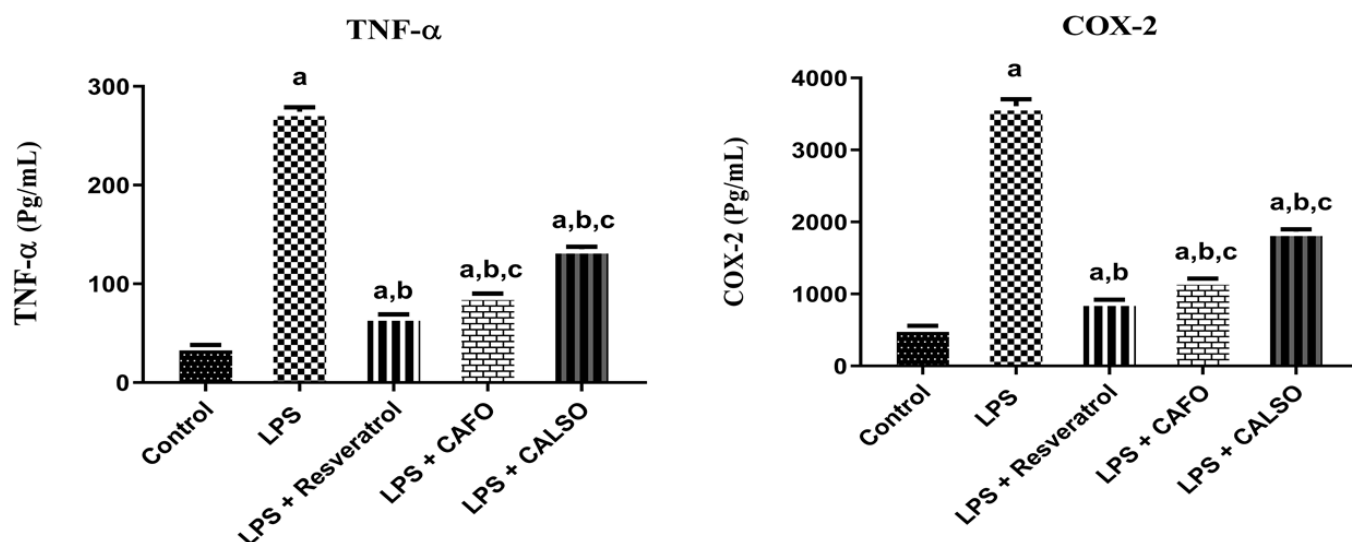 TNF-α
TNF-α (Pg/mL)
300
200
100
0
a
a,b
a,b,c
a,b,c
Control
LPS
LPS + Resveratrol
LPS + CAFO
LPS + CALSO
COX-2
COX-2 (Pg/mL)
4000
3000
2000
1000
0
a
a,b
a,b,c
a,b,c
Control
LPS
LPS + Resveratrol
LPS + CAFO
LPS + CALSO